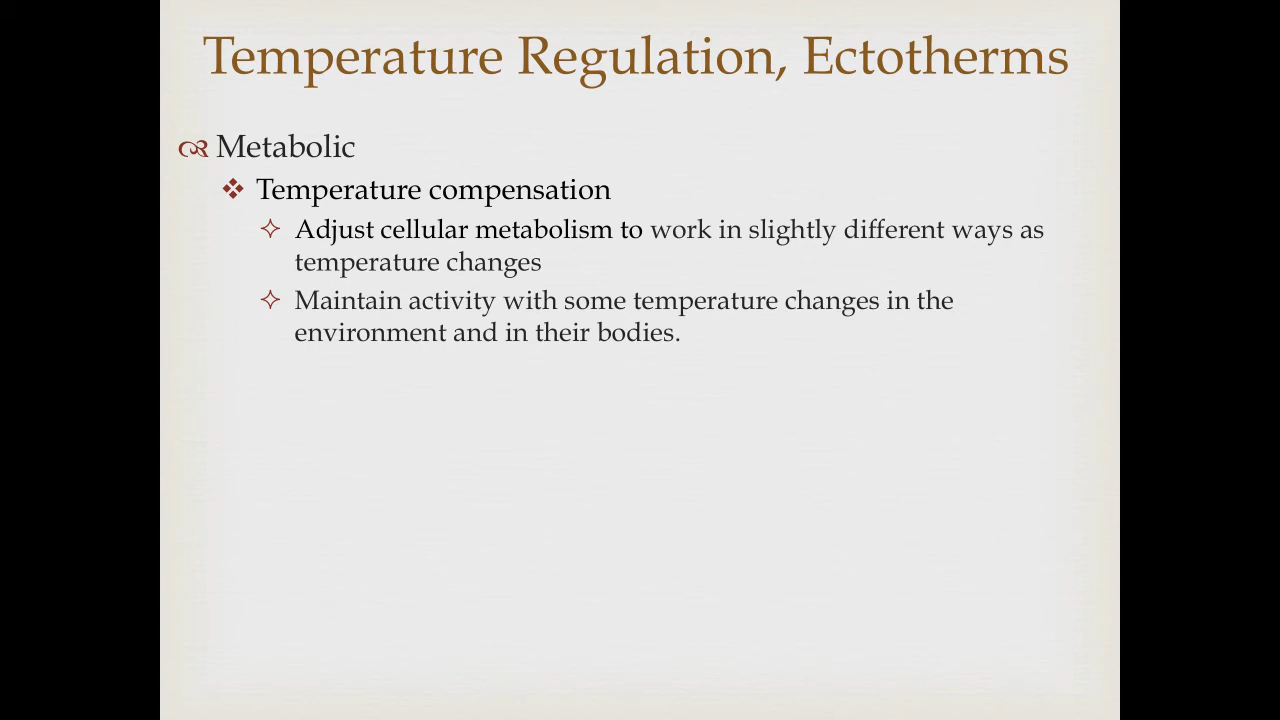 Temperature Regulation, Ectotherms
Metabolic
Temperature compensation
Adjust cellular metabolism to work in slightly different ways as
temperature changes
Maintain activity with some temperature changes in the
environment and in their bodies.